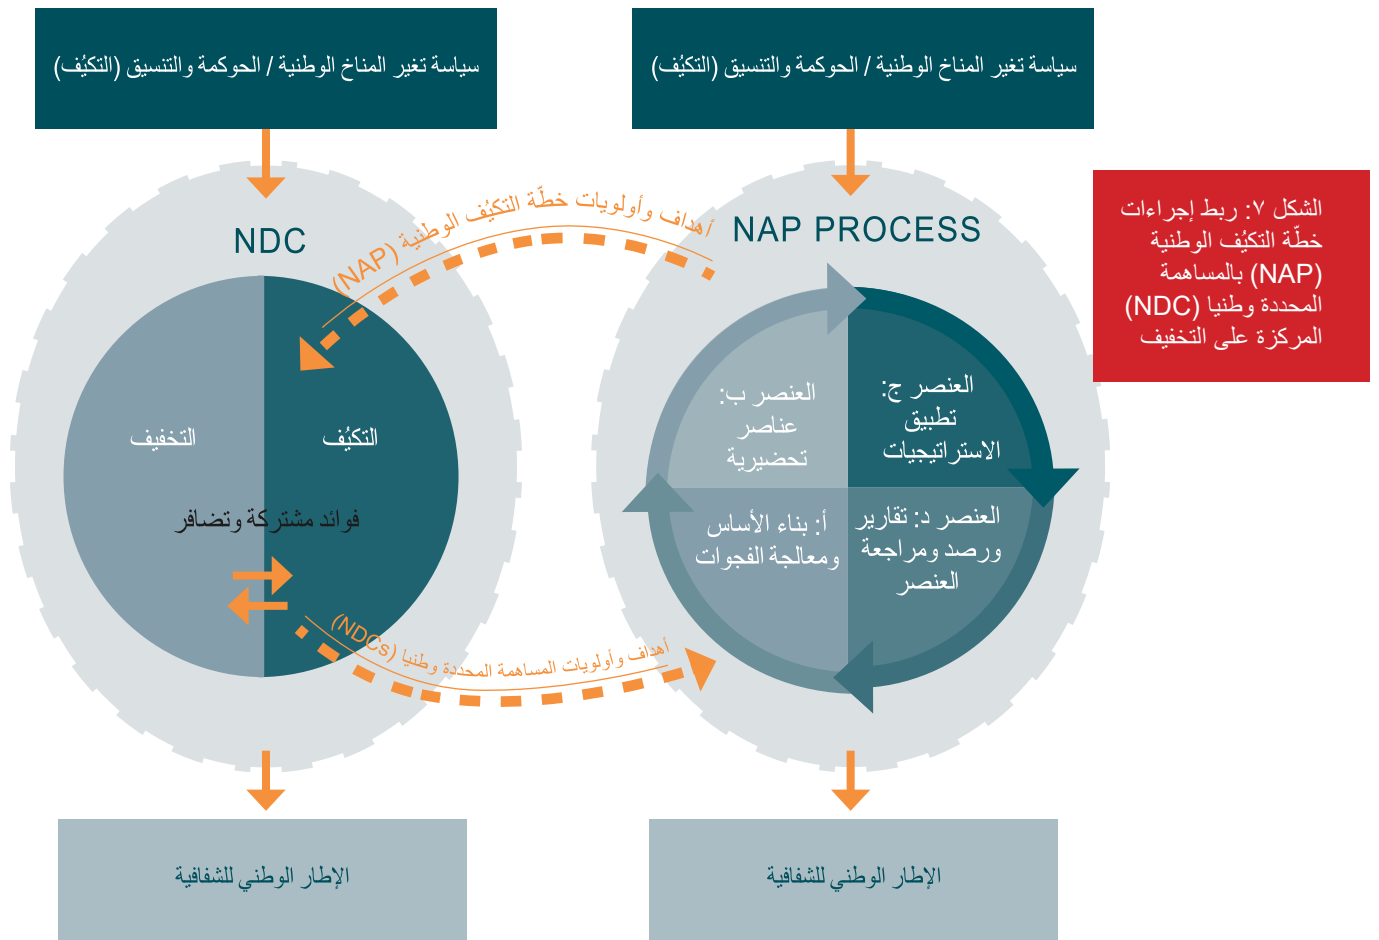 سياسة تغير المناخ الوطنية / الحوكمة والتنسيق (التكيُف)
سياسة تغير المناخ الوطنية / الحوكمة والتنسيق (التكيُف)
الشكل ٧: ربط إجراءات
خطّة التكيُف الوطنية
(NAP) بالمساهمة
المحددة وطنيا (NDC)
المركزة على التخفيف
NAP PROCESS
العنصر ج:
تطبيق
الاستراتيجيات
العنصر ب:
عناصر
تحضيرية
العنصر د: تقارير
ورصد ومراجعة
العنصر
أ: بناء الأساس
ومعالجة الفجوات
أهداف وأولويات خطّة التكيُف الوطنية (NAP)
NDC
التكيُف
التخفيف
فوائد مشتركة وتضافر
أهداف وأولويات المساهمة المحددة وطنيا (NDCs)
الإطار الوطني للشفافية
الإطار الوطني للشفافية